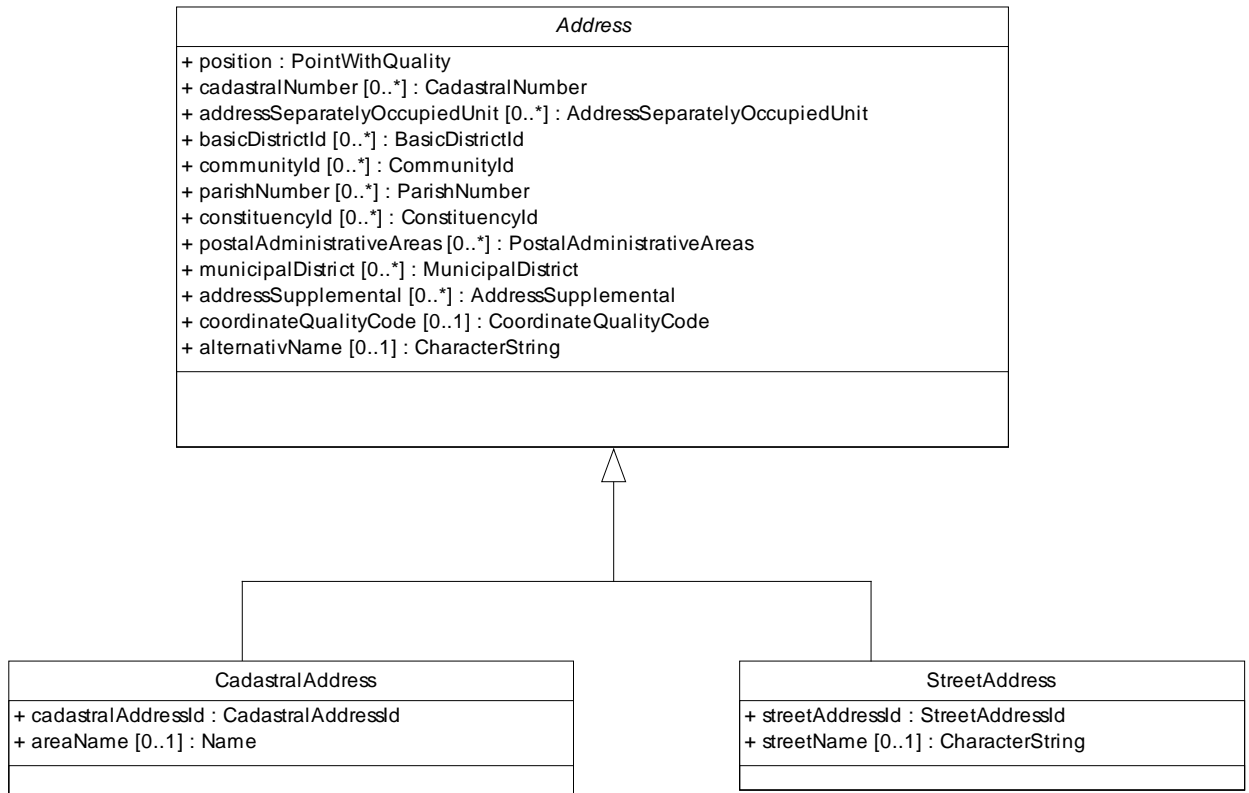 Address
+ position : PointWithQuality
+ cadastralNumber [0..*] : CadastralNumber
+ addressSeparatelyOccupiedUnit [0..*] : AddressSeparatelyOccupiedUnit
+ basicDistrictId [0..*] : BasicDistrictId
+ communityId [0..*] : CommunityId
+ parishNumber [0..*] : ParishNumber
+ constituencyId [0..*] : ConstituencyId
+ postalAdministrativeAreas [0..*] : PostalAdministrativeAreas
+ municipalDistrict [0..*] : MunicipalDistrict
+ addressSupplemental [0..*] : AddressSupplemental
+ coordinateQualityCode [0..1] : CoordinateQualityCode
+ alternativName [0..1] : CharacterString
CadastralAddress
+ cadastralAddressId : CadastralAddressId
+ areaName [0..1] : Name
StreetAddress
+ streetAddressId : StreetAddressId
+ streetName [0..1] : CharacterString